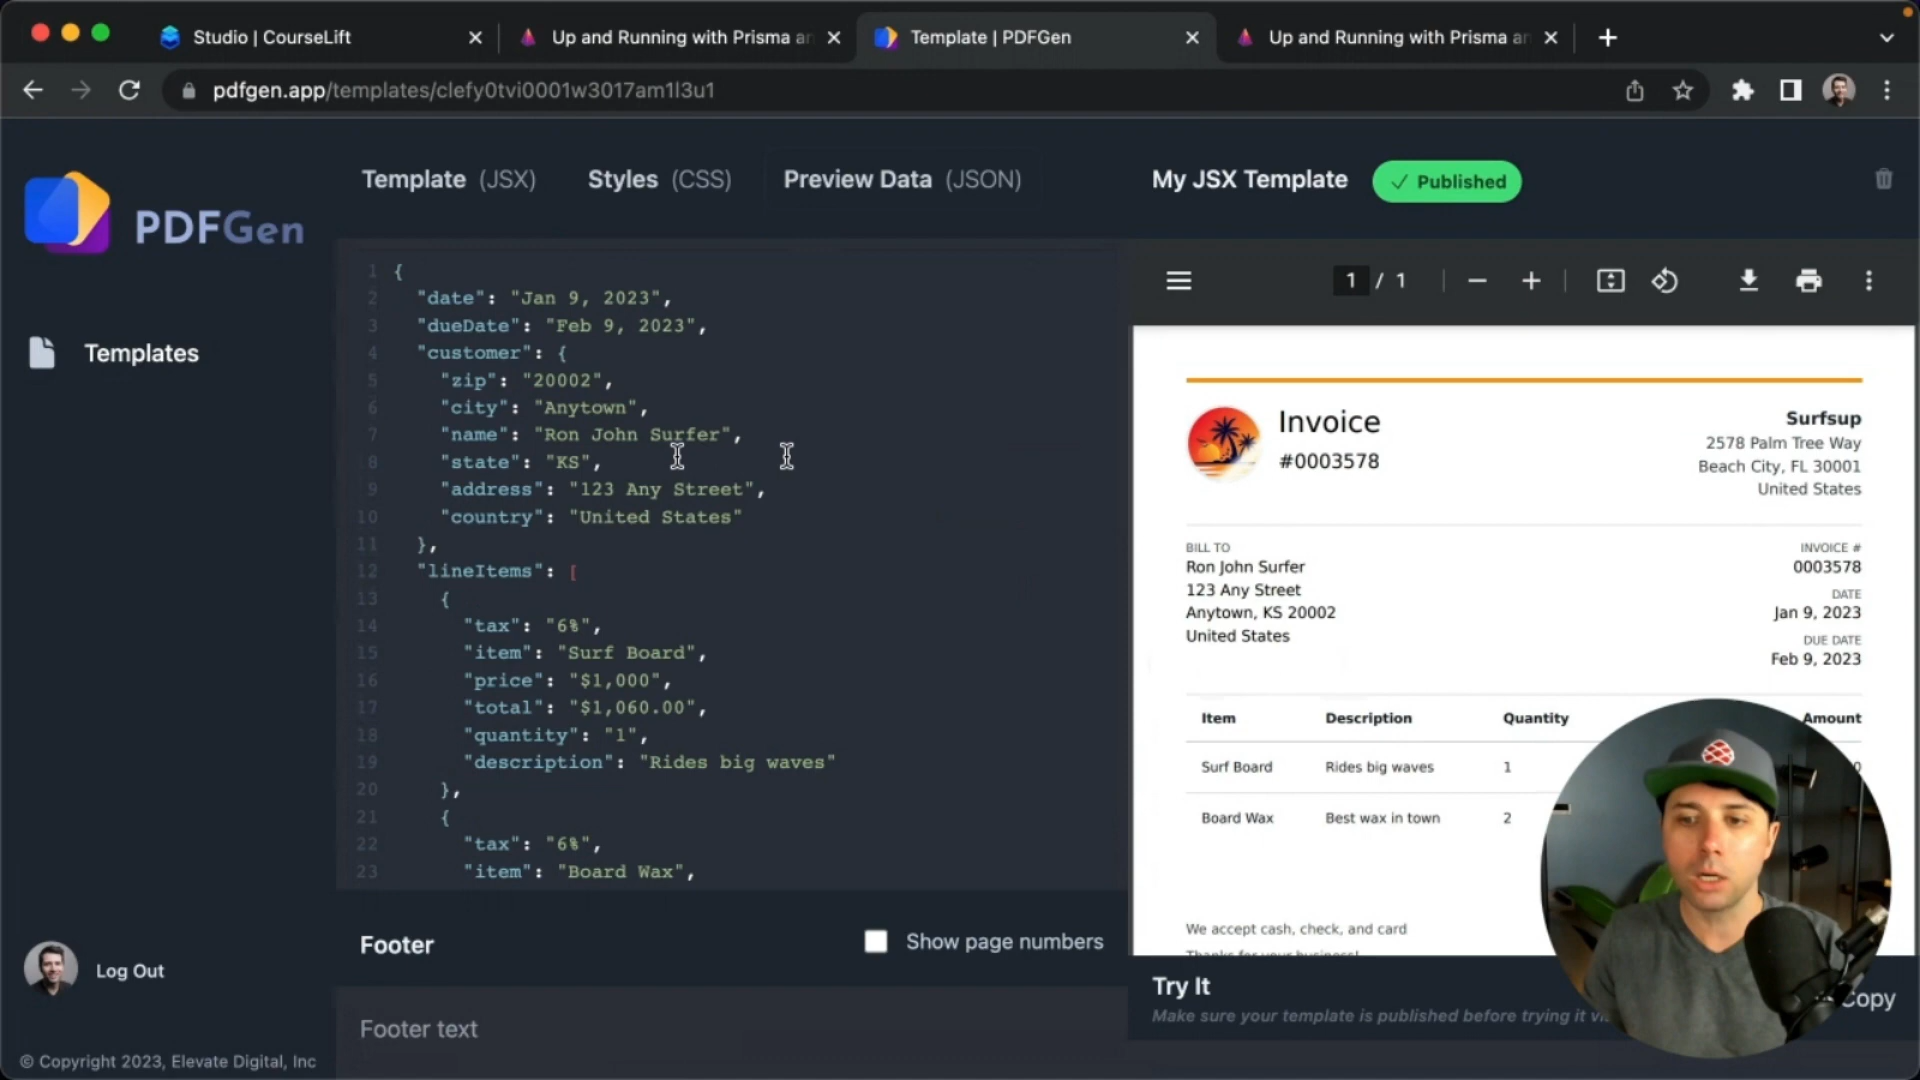 Studio | CourseLift
Up and Running with Prisma an
Template | PDFGen
Up and Running with Prisma an
pdfgen.app/templates/clefy0tvi0001w3017am1l3u1
PDFGen
Templates
Template (JSX)
Styles (CSS)
Preview Data (JSON)
My JSX Template
✓ Published
1 {
2 "date": "Jan 9, 2023",
3 "dueDate": "Feb 9, 2023",
4 "customer": {
5 "zip": "20002",
6 "city": "Anytown",
7 "name": "Ron John Surfer",
8 "state": "KS",
9 "address": "123 Any Street",
10 "country": "United States"
11 },
12 "lineItems": [
13 {
14 "tax": "6%",
15 "item": "Surf Board",
16 "price": "$1,000",
17 "total": "$1,060.00",
18 "quantity": "1",
19 "description": "Rides big waves"
20 },
21 {
22 "tax": "6%",
23 "item": "Board Wax",
Footer
Show page numbers
Footer text
1 / 1
Invoice
#0003578
Surfsup
2578 Palm Tree Way
Beach City, FL 30001
United States
BILL TO
Ron John Surfer
123 Any Street
Anytown, KS 20002
United States
INVOICE #
0003578
DATE
Jan 9, 2023
DUE DATE
Feb 9, 2023
Item Description Quantity Amount
Surf Board Rides big waves 1 0
Board Wax Best wax in town 2
We accept cash, check, and card
Thanks for your business!
Try It
Copy
Make sure your template is published before trying it
Log Out
© Copyright 2023, Elevate Digital, Inc